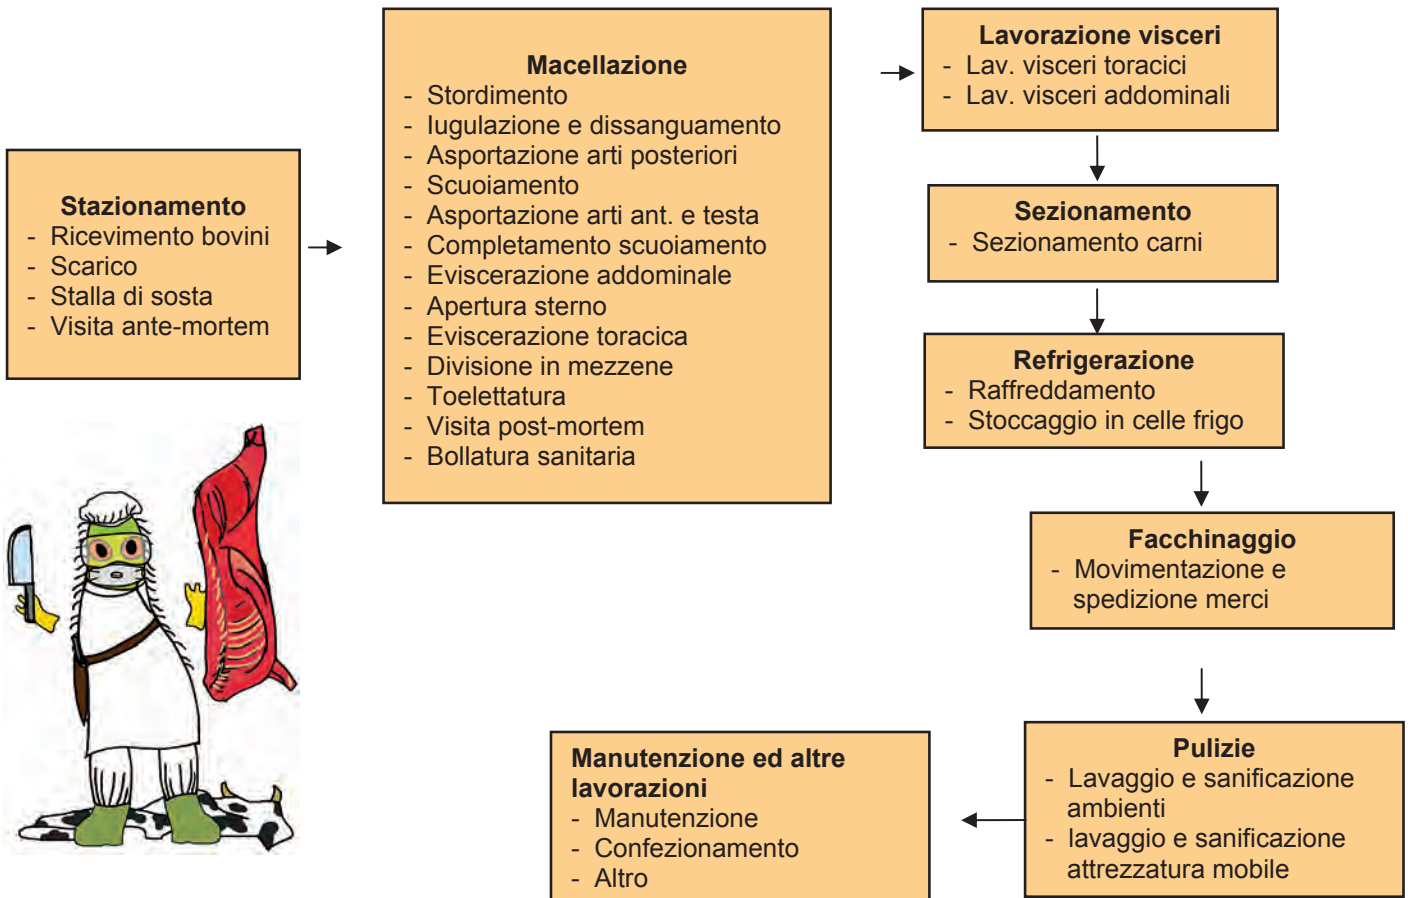 Stazionamento
- Ricevimento bovini
- Scarico
- Stalla di sosta
- Visita ante-mortem
Macellazione
- Stordimento
- Iugulazione e dissanguamento
- Asportazione arti posteriori
- Scuoiamento
- Asportazione arti ant. e testa
- Completamento scuoiamento
- Eviscerazione addominale
- Apertura sterno
- Eviscerazione toracica
- Divisione in mezzene
- Toelettatura
- Visita post-mortem
- Bollatura sanitaria
Lavorazione visceri
- Lav. visceri toracici
- Lav. visceri addominali
Sezionamento
- Sezionamento carni
Refrigerazione
- Raffreddamento
- Stoccaggio in celle frigo
Facchinaggio
- Movimentazione e
spedizione merci
Pulizie
- Lavaggio e sanificazione
ambienti
- lavaggio e sanificazione
attrezzatura mobile
Manutenzione ed altre
lavorazioni
- Manutenzione
- Confezionamento
- Altro